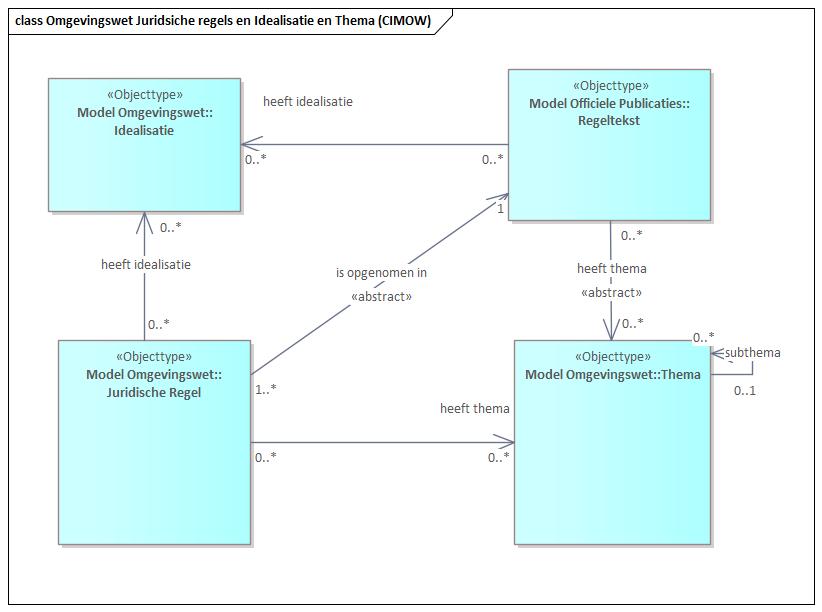 class Omgevingswet Juridsiche regels en Idealisatie en Thema (CIMOW)
«Objecttype»
Model Omgevingswet::
Idealisatie
heeft idealisatie
0..*
0..*
«Objecttype»
Model Officiele Publicaties::
Regeltekst
0..*
heeft idealisatie
0..*
is opgenomen in
«abstract»
1
1..*
0..*
heeft thema
«abstract»
0..*
«Objecttype»
Model Omgevingswet::
Juridische Regel
heeft thema
0..*
0..*
«Objecttype»
Model Omgevingswet::Thema
0..*
subthema
0..1